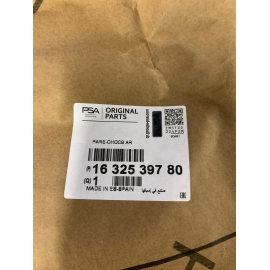 PSA
ORIGINAL
PARTS
PARE-CHOCS AR
(P) 16 325 397 80
(Q) 1
MADE IN ES-SPAIN
صنع في إسبانيا